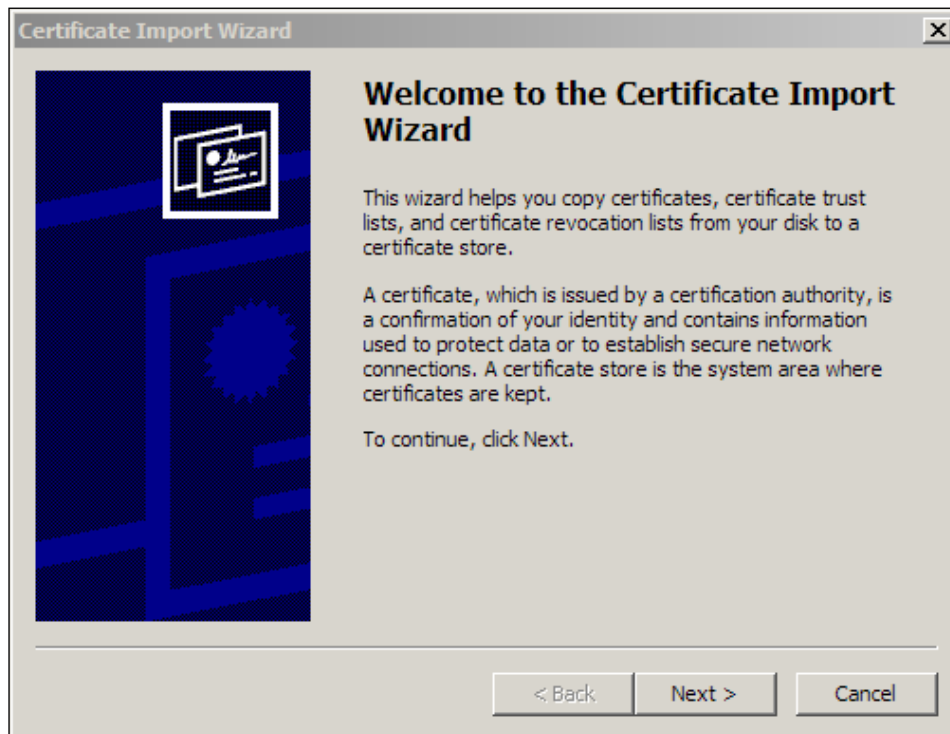 Certificate Import Wizard
Welcome to the Certificate Import
Wizard
This wizard helps you copy certificates, certificate trust
lists, and certificate revocation lists from your disk to a
certificate store.
A certificate, which is issued by a certification authority, is
a confirmation of your identity and contains information
used to protect data or to establish secure network
connections. A certificate store is the system area where
certificates are kept.
To continue, click Next.
< Back
Next >
Cancel